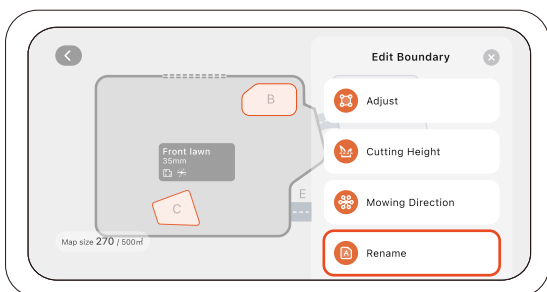 Edit Boundary
B
Adjust
Front lawn
35mm
Cutting Height
C
E
Mowing Direction
Map size 270 / 500㎡
A
Rename